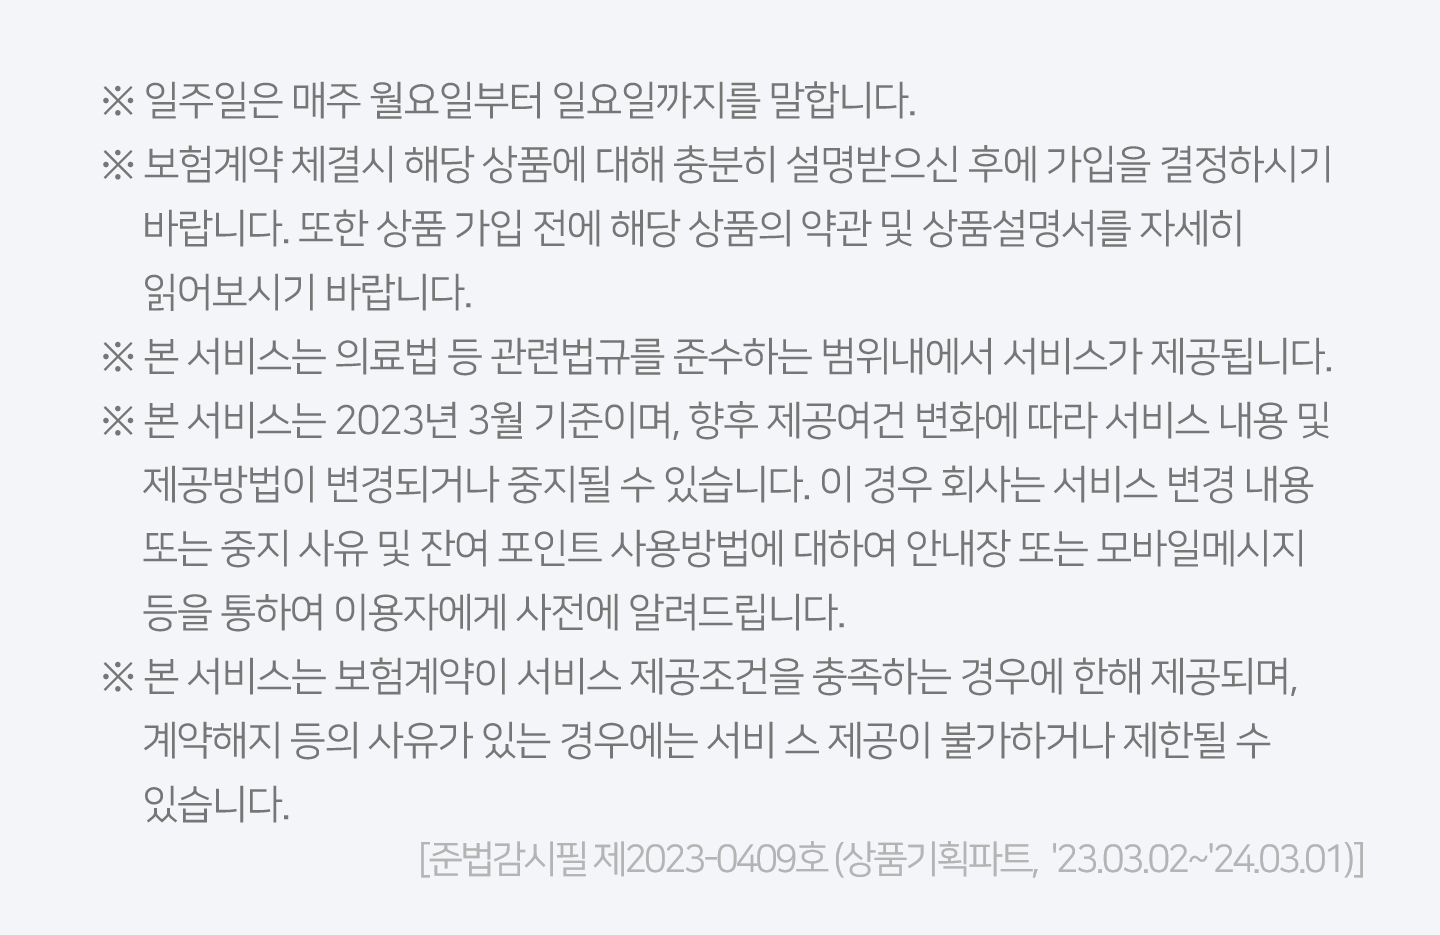 ※ 일주일은 매주 월요일부터 일요일까지를 말합니다.
※ 보험계약 체결시 해당 상품에 대해 충분히 설명받으신 후에 가입을 결정하시기
바랍니다. 또한 상품 가입 전에 해당 상품의 약관 및 상품설명서를 자세히
읽어보시기 바랍니다.
※ 본 서비스는 의료법 등 관련법규를 준수하는 범위내에서 서비스가 제공됩니다.
※ 본 서비스는 2023년 3월 기준이며, 향후 제공여건 변화에 따라 서비스 내용 및
제공방법이 변경되거나 중지될 수 있습니다. 이 경우 회사는 서비스 변경 내용
또는 중지 사유 및 잔여 포인트 사용방법에 대하여 안내장 또는 모바일메시지
등을 통하여 이용자에게 사전에 알려드립니다.
※ 본 서비스는 보험계약이 서비스 제공조건을 충족하는 경우에 한해 제공되며,
계약해지 등의 사유가 있는 경우에는 서비 스 제공이 불가하거나 제한될 수
있습니다.
[준법감시필 제2023-0409호 (상품기획파트, '23.03.02~'24.03.01)]